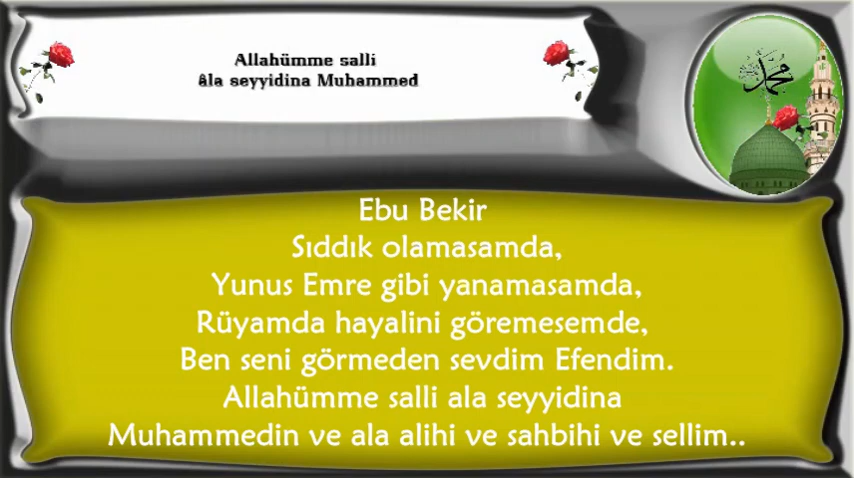 Allahümme salli
âla seyyidina Muhammed
محمد
Ebu Bekir
Sıddık olamasamda,
Yunus Emre gibi yanamasamda,
Rüyamda hayalini göremesemde,
Ben seni görmeden sevdim Efendim.
Allahümme salli ala seyyidina
Muhammedin ve ala alihi ve sahbihi ve sellim..